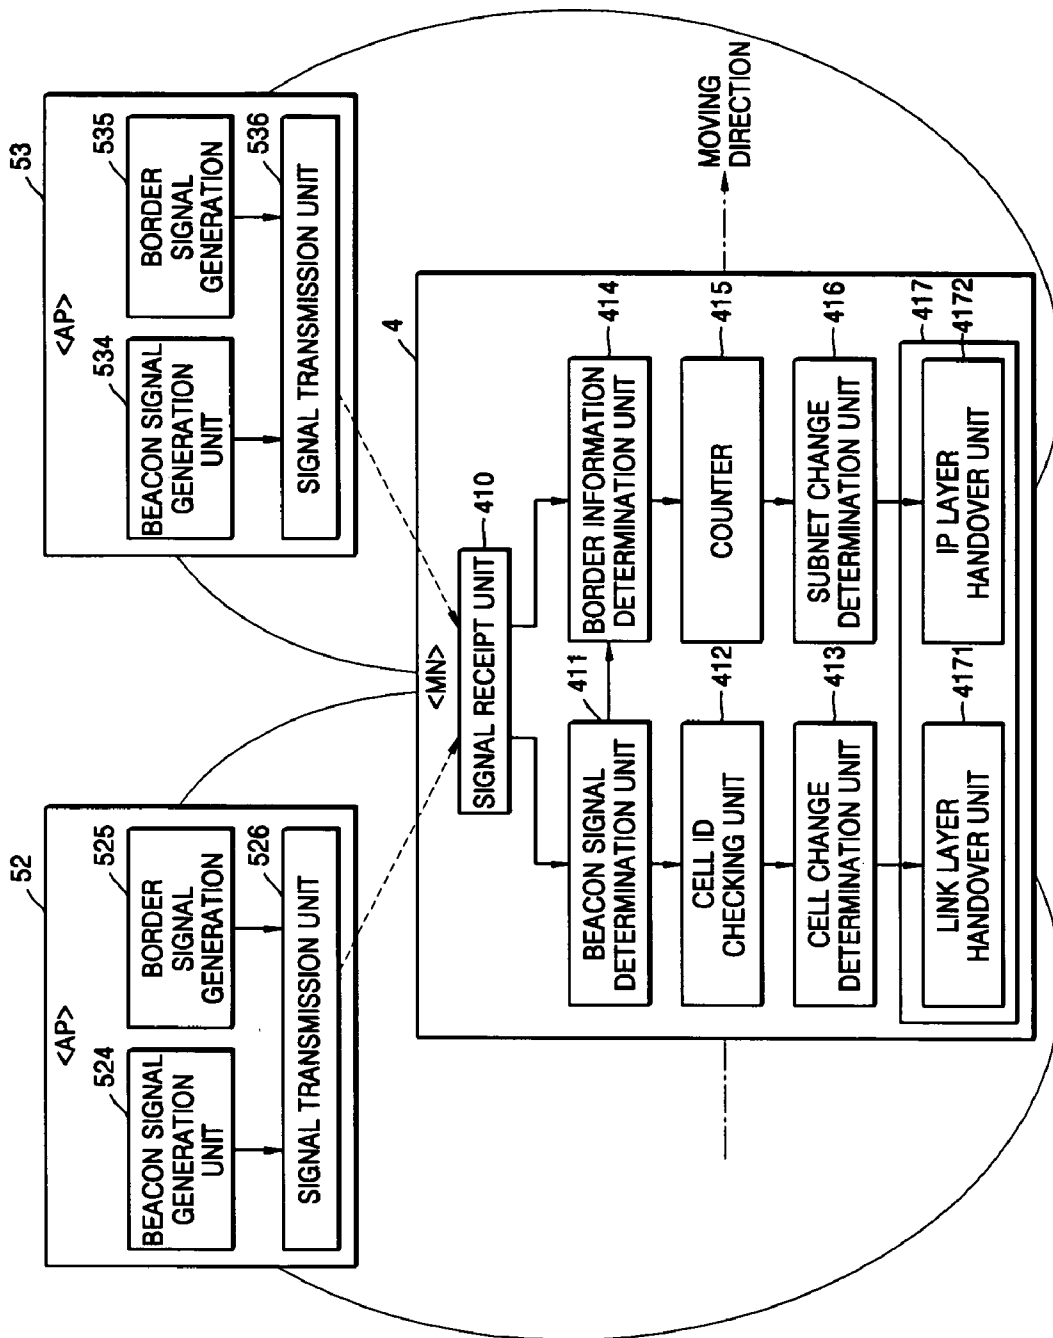 52
<AP>
524
BEACON SIGNAL
GENERATION
UNIT
525
BORDER
SIGNAL
GENERATION
526
SIGNAL TRANSMISSION UNIT
53
<AP>
534
BEACON SIGNAL
GENERATION
UNIT
535
BORDER
SIGNAL
GENERATION
536
SIGNAL TRANSMISSION UNIT
4
<MN>
SIGNAL RECEIPT UNIT
410
411
BEACON SIGNAL
DETERMINATION UNIT
414
BORDER INFORMATION
DETERMINATION UNIT
412
CELL ID
CHECKING UNIT
415
COUNTER
413
CELL CHANGE
DETERMINATION UNIT
416
SUBNET CHANGE
DETERMINATION UNIT
417
4171
LINK LAYER
HANDOVER UNIT
4172
IP LAYER
HANDOVER UNIT
MOVING
DIRECTION